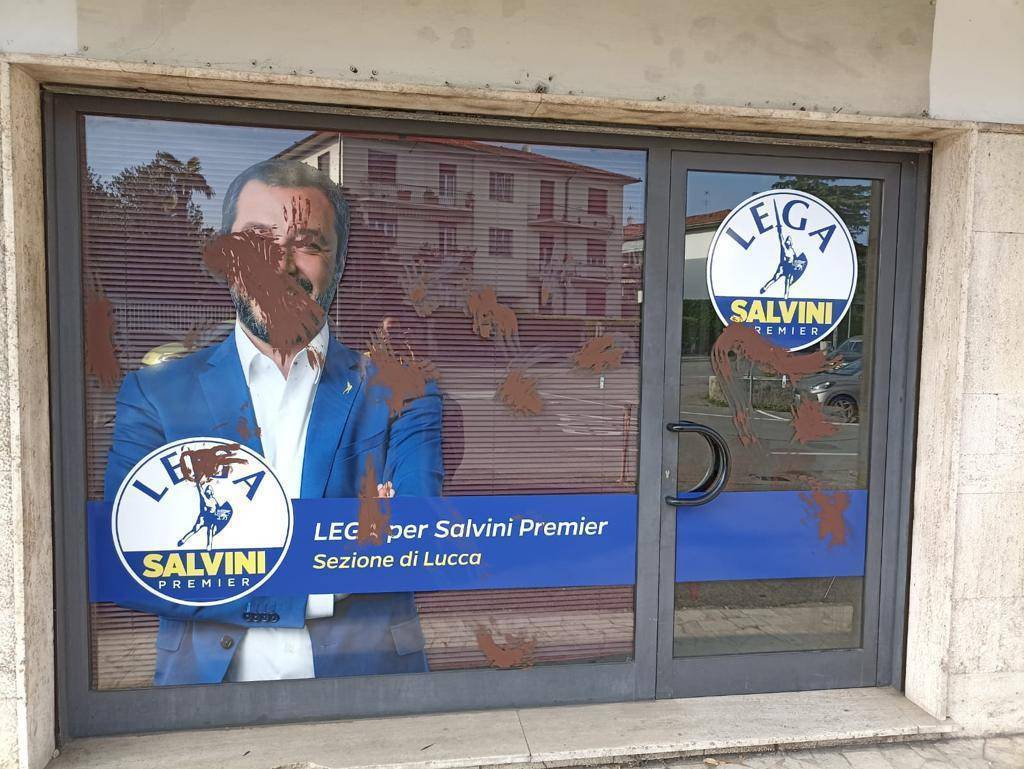 LEGA
SALVINI
PREMIER
LEGA per Salvini Premier
Sezione di Lucca
LEGA
SALVINI
PREMIER